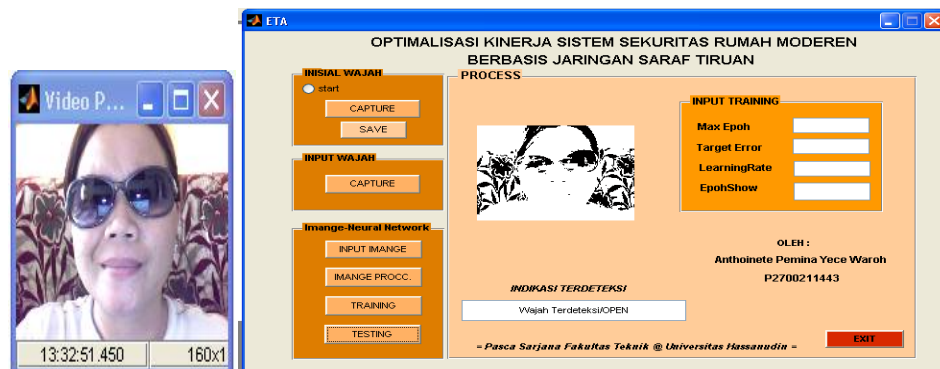 Video P...
13:32:51.450
160x1
ETA
OPTIMALISASI KINERJA SISTEM SEKURITAS RUMAH MODEREN
BERBASIS JARINGAN SARAF TIRUAN
INISIAL WAJAH
start
CAPTURE
SAVE
INPUT WAJAH
CAPTURE
Imange-Neural Network
INPUT IMANGE
IMANGE PROCC.
TRAINING
TESTING
PROCESS
INPUT TRAINING
Max Epoh
Target Error
LearningRate
EpohShow
OLEH :
Anthoinete Pemina Yece Waroh
P2700211443
INDIKASI TERDETEKSI
Wajah Terdeteksi/OPEN
= Pasca Sarjana Fakultas Teknik @ Universitas Hassanudin =
EXIT